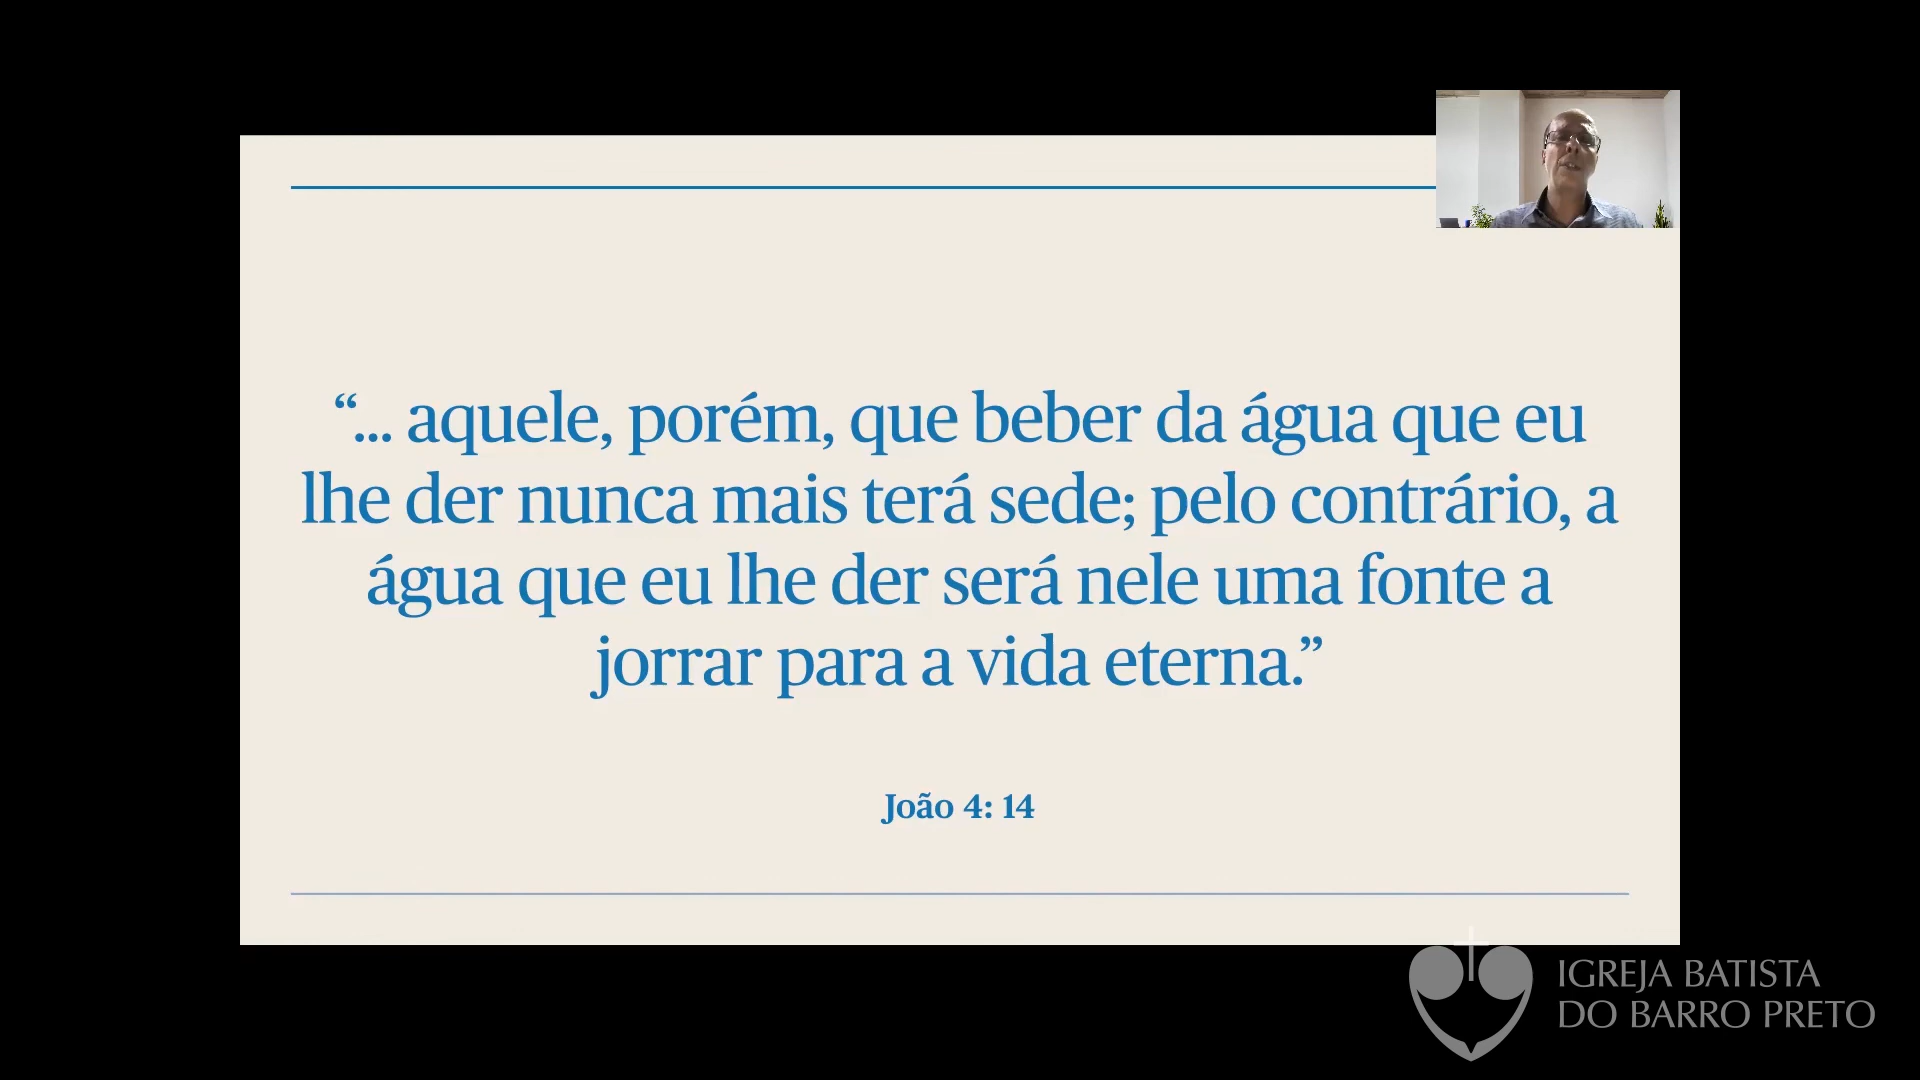 “... aquele, porém, que beber da água que eu
lhe der nunca mais terá sede; pelo contrário, a
água que eu lhe der será nele uma fonte a
jorrar para a vida eterna.”
João 4: 14
IGREJA BATISTA
DO BARRO PRETO